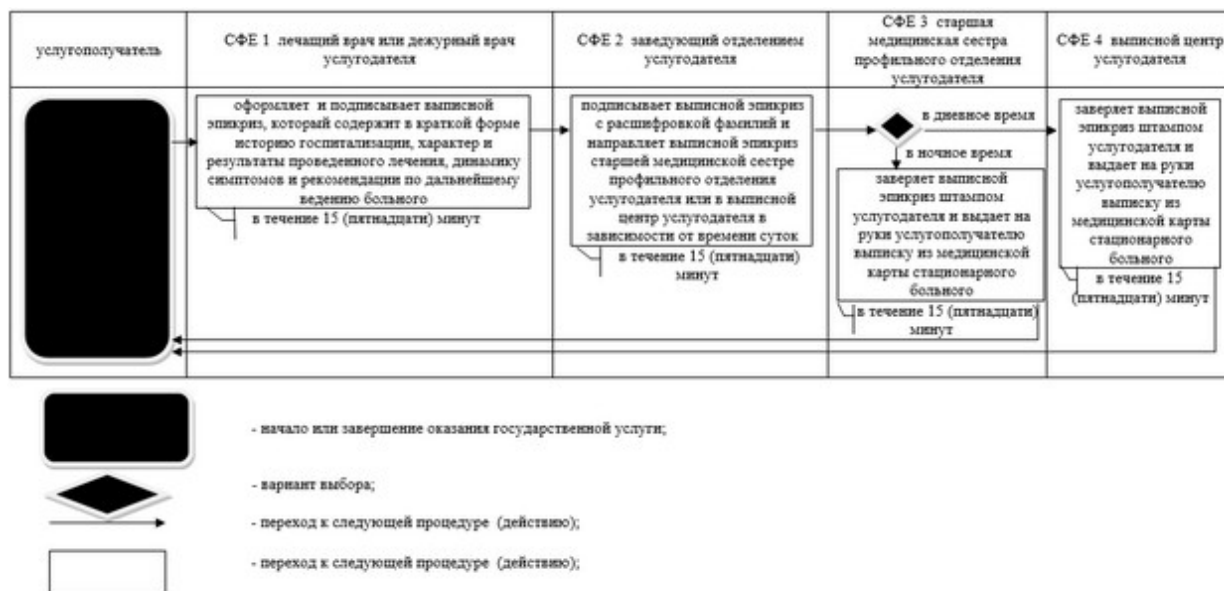 услугополучатель
СФЕ 1 лечащий врач или дежурный врач
услугодателя
СФЕ 2 заведующий отделением
услугодателя
СФЕ 3 старшая
медицинская сестра
профильного отделения
услугодателя
СФЕ 4 выписной центр
услугодателя
оформляет и подписывает выписной
эпикриз, который содержит в краткой форме
историю госпитализации, характер и
результаты проведенного лечения, динамику
симптомов и рекомендации по дальнейшему
ведению больного
в течение 15 (пятнадцати) минут
подписывает выписной эпикриз
с расшифровкой фамилий и
направляет выписной эпикриз
старшей медицинской сестре
профильного отделения
услугодателя или в выписной
центр услугодателя в
зависимости от времени суток
в течение 15 (пятнадцати)
минут
в дневное время
в ночное время
заверяет выписной
эпикриз штампом
услугодателя и выдает на
руки услугополучателю
выписку из медицинской
карты стационарного
больного
в течение 15 (пятнадцати)
минут
заверяет выписной
эпикриз штампом
услугодателя и
выдает на руки
услугополучателю
выписку из
медицинской карты
стационарного
больного
в течение 15
(пятнадцати) минут
- начало или завершение оказания государственной услуги;
- вариант выбора;
- переход к следующей процедуре (действию);
- переход к следующей процедуре (действию);